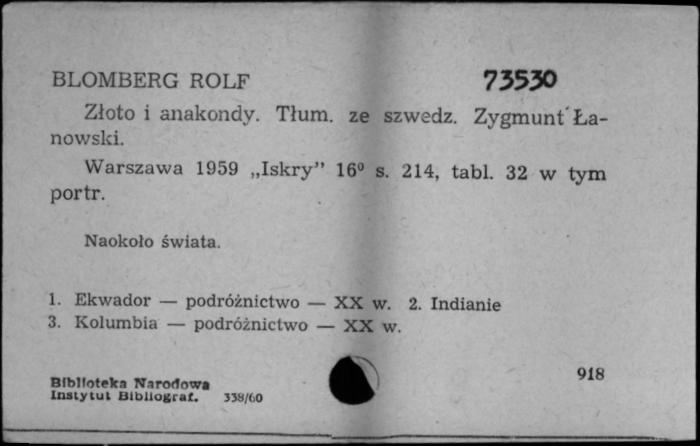 BLOMBERG ROLF 73530
Złoto i anakondy. Tłum. ze szwedz. Zygmunt Ła-
nowski.
Warszawa 1959 „Iskry” 16⁰ s. 214, tabl. 32 w tym
portr.
Naokoło świata.
1. Ekwador — podróżnictwo — XX w. 2. Indianie
3. Kolumbia — podróżnictwo — XX w.
918
Biblioteka Narodowa
Instytut Bibliograf. 338/60